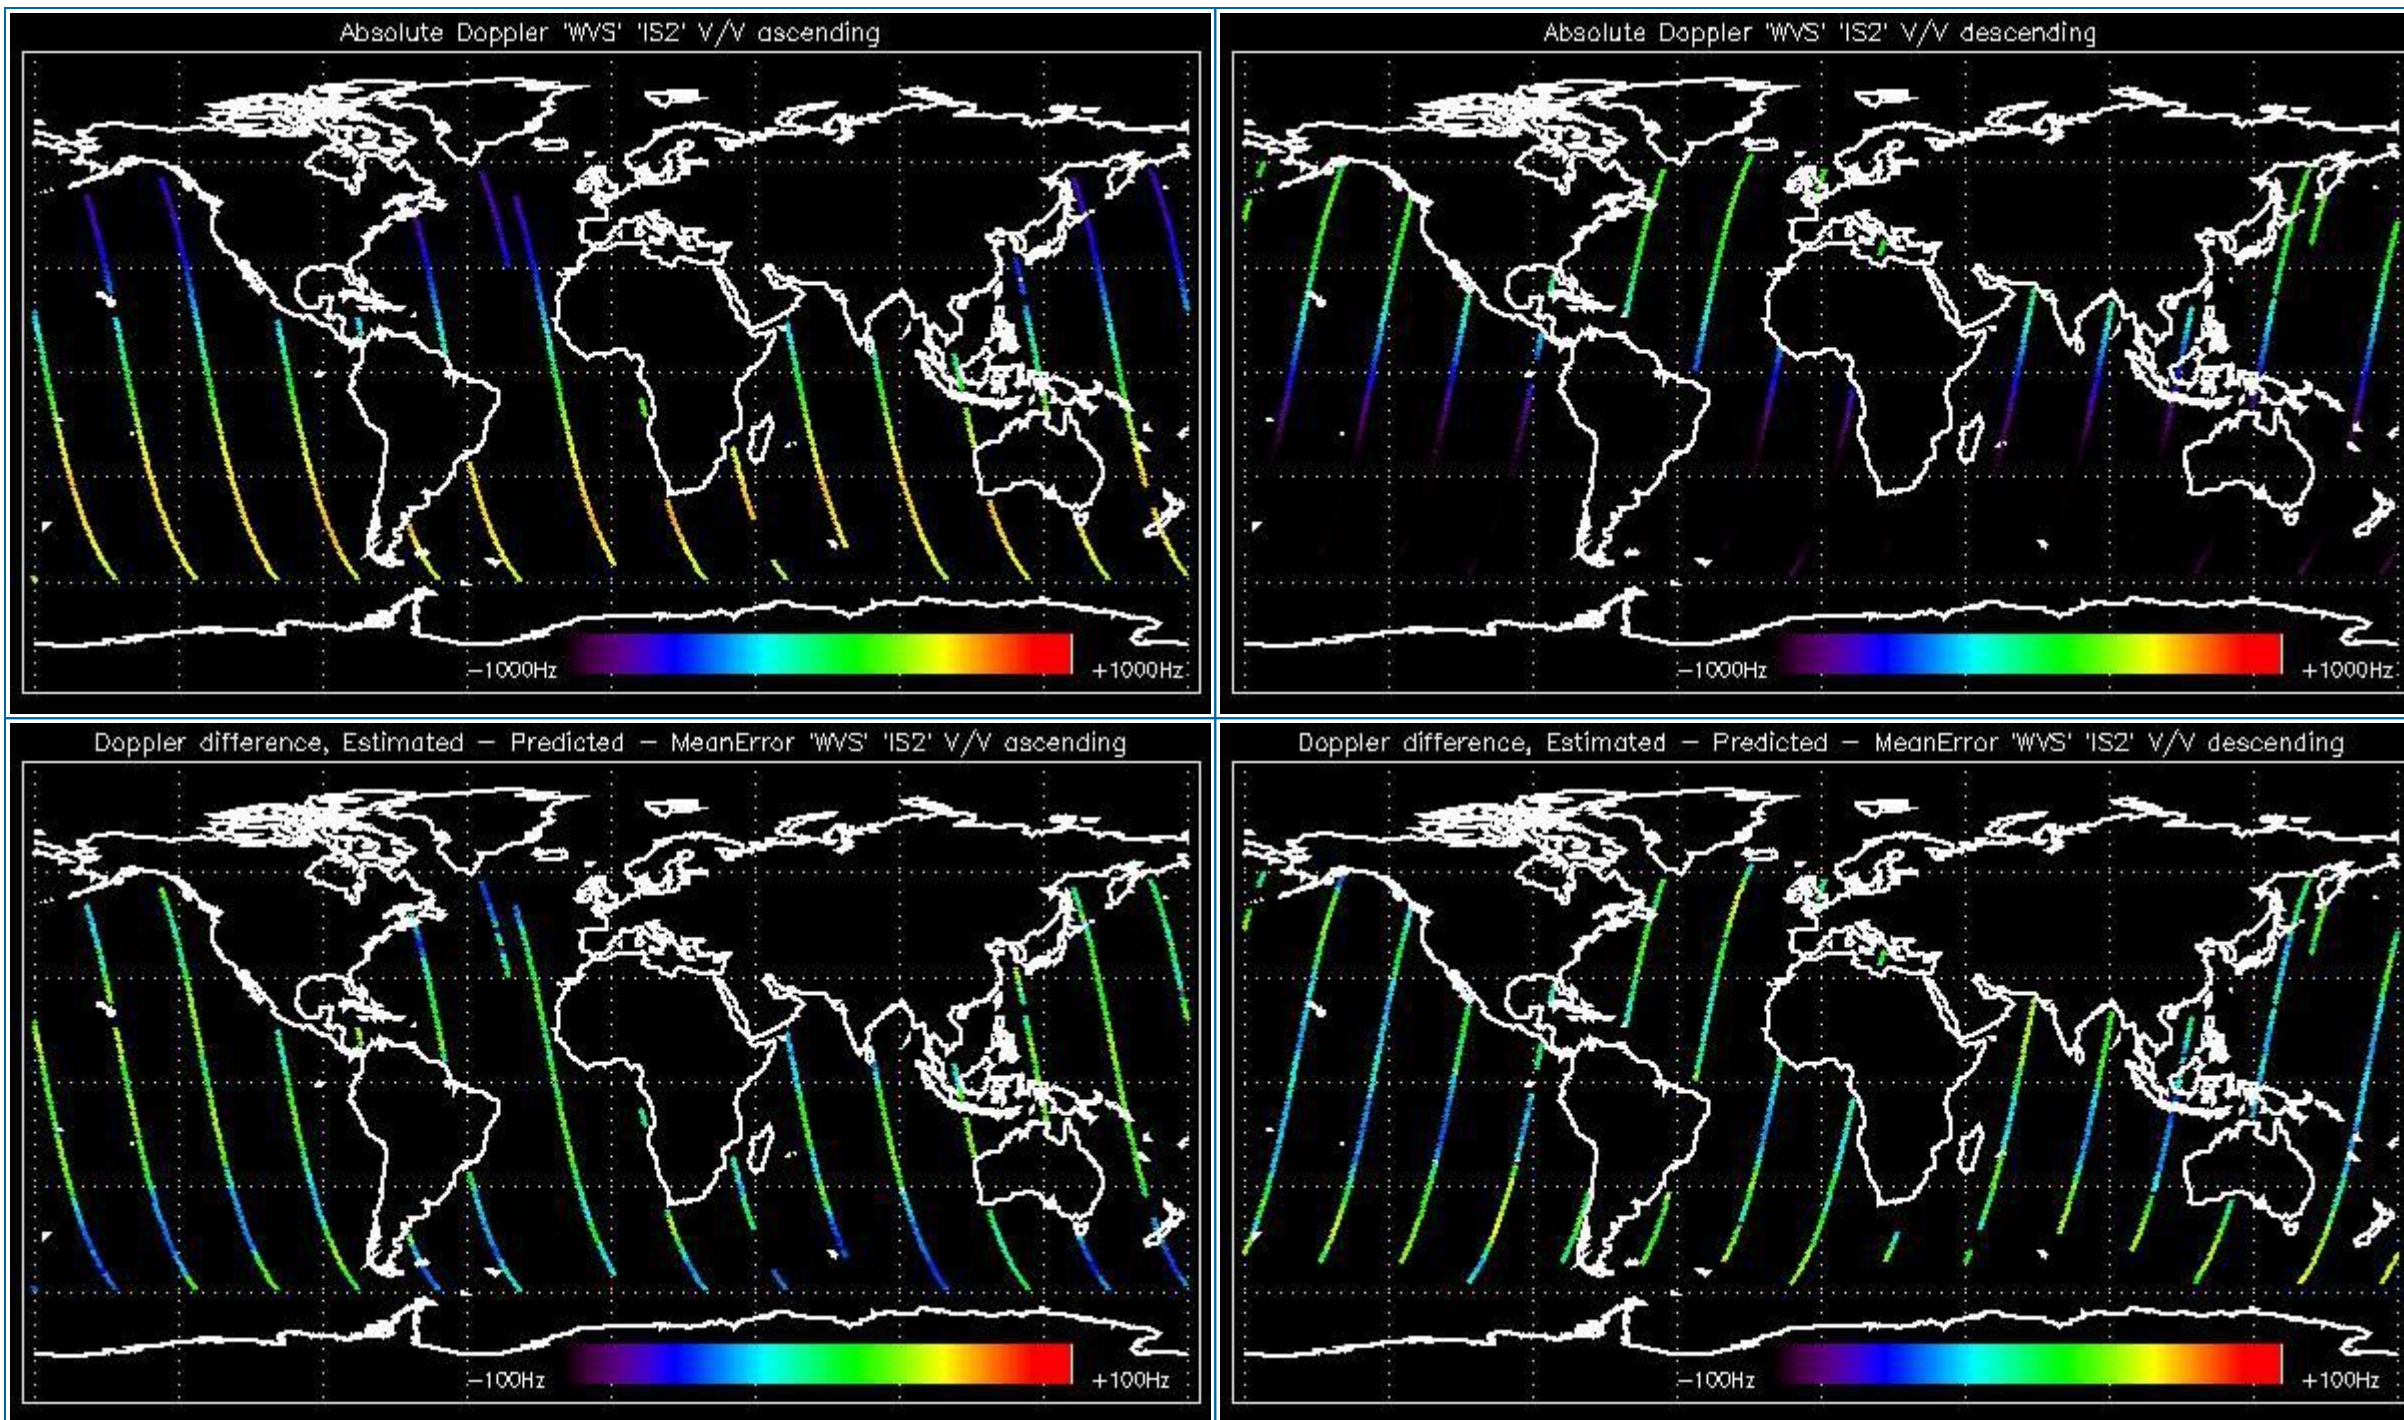 Absolute Doppler 'WVS' 'IS2' V/V ascending
-1000Hz
+1000Hz
Absolute Doppler 'WVS' 'IS2' V/V descending
-1000Hz
+1000Hz
Doppler difference, Estimated - Predicted - MeanError 'WVS' 'IS2' V/V ascending
-100Hz
+100Hz
Doppler difference, Estimated - Predicted - MeanError 'WVS' 'IS2' V/V descending
-100Hz
+100Hz